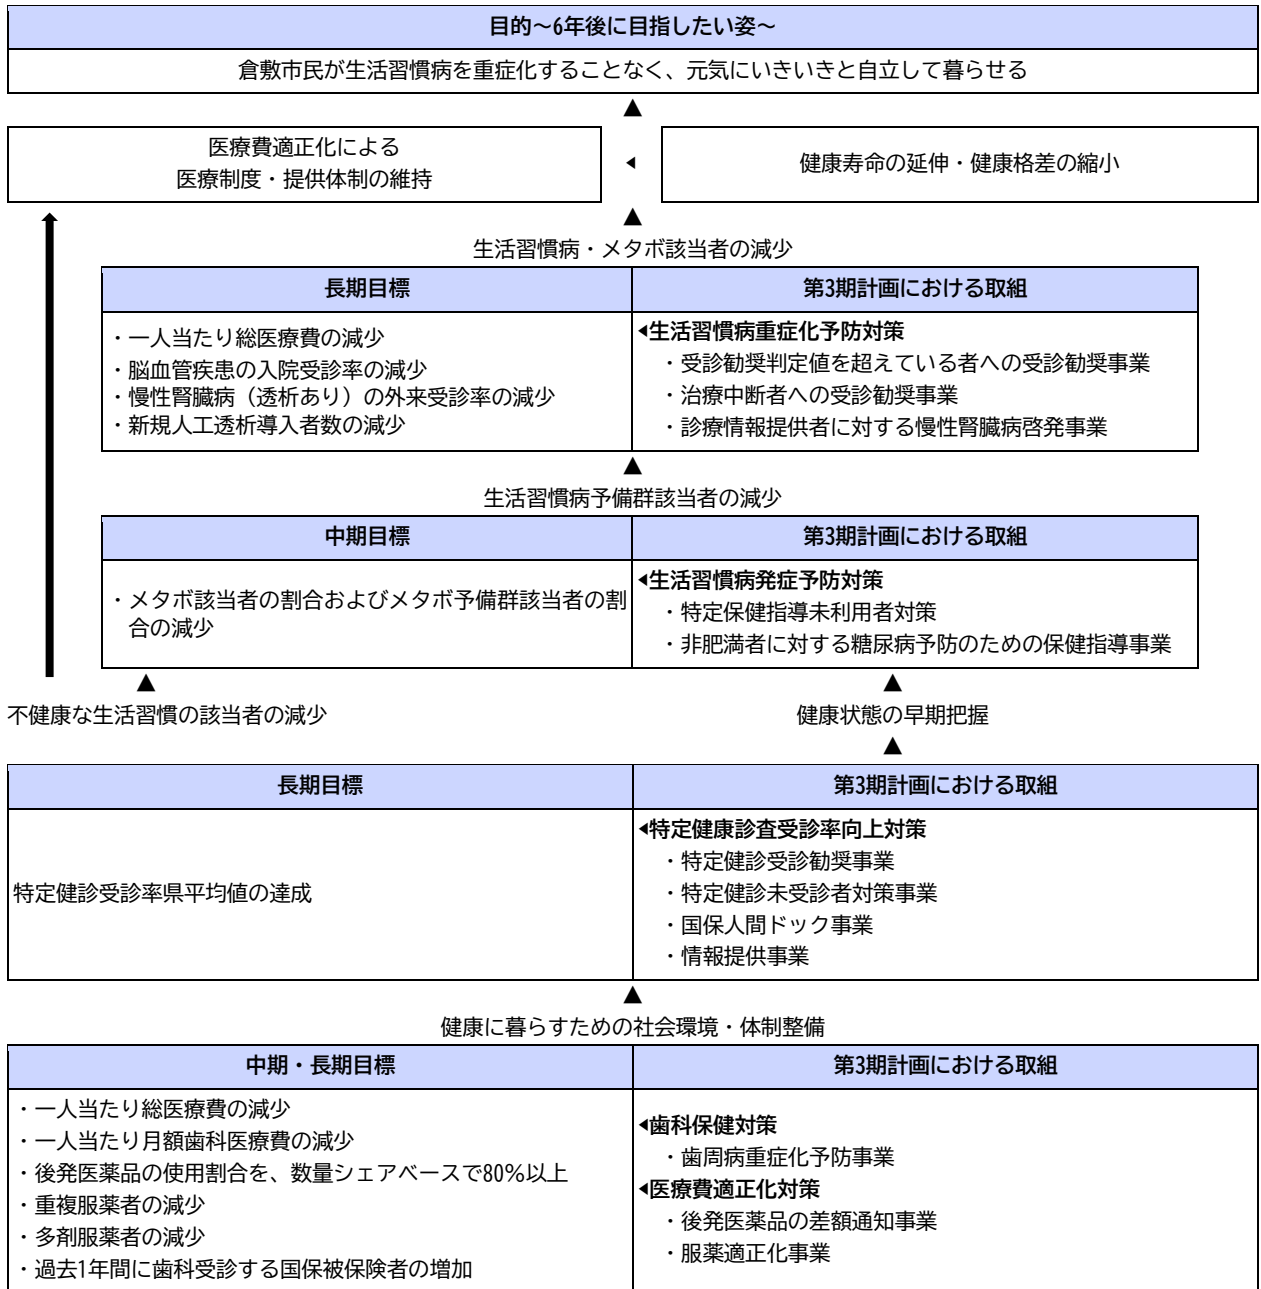 目的～6年後に目指したい姿～
倉敷市民が生活習慣病を重症化することなく、元気にいきいきと自立して暮らせる
▲
医療費適正化による
医療制度・提供体制の維持
◀
健康寿命の延伸・健康格差の縮小
▲
生活習慣病・メタボ該当者の減少
長期目標
第3期計画における取組
・一人当たり総医療費の減少
・脳血管疾患の入院受診率の減少
・慢性腎臓病（透析あり）の外来受診率の減少
・新規人工透析導入者数の減少
◀生活習慣病重症化予防対策
・受診勧奨判定値を超えている者への受診勧奨事業
・治療中断者への受診勧奨事業
・診療情報提供者に対する慢性腎臓病啓発事業
▲
生活習慣病予備群該当者の減少
中期目標
第3期計画における取組
・メタボ該当者の割合およびメタボ予備群該当者の割
合の減少
◀生活習慣病発症予防対策
・特定保健指導未利用者対策
・非肥満者に対する糖尿病予防のための保健指導事業
▲
▲
不健康な生活習慣の該当者の減少
健康状態の早期把握
▲
長期目標
第3期計画における取組
特定健診受診率県平均値の達成
◀特定健康診査受診率向上対策
・特定健診受診勧奨事業
・特定健診未受診者対策事業
・国保人間ドック事業
・情報提供事業
▲
健康に暮らすための社会環境・体制整備
中期・長期目標
第3期計画における取組
・一人当たり総医療費の減少
・一人当たり月額歯科医療費の減少
・後発医薬品の使用割合を、数量シェアベースで80％以上
・重複服薬者の減少
・多剤服薬者の減少
・過去1年間に歯科受診する国保被保険者の増加
◀歯科保健対策
・歯周病重症化予防事業
◀医療費適正化対策
・後発医薬品の差額通知事業
・服薬適正化事業